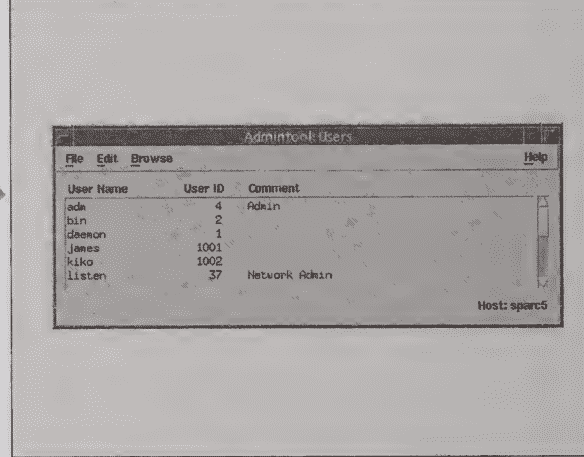 Admintool: Users
File Edit Browse Help
User Name User ID Comment
adm 4 Admin
bin 2
daemon 1
james 1001
kiko 1002
listen 37 Network Admin
Host: sparc5